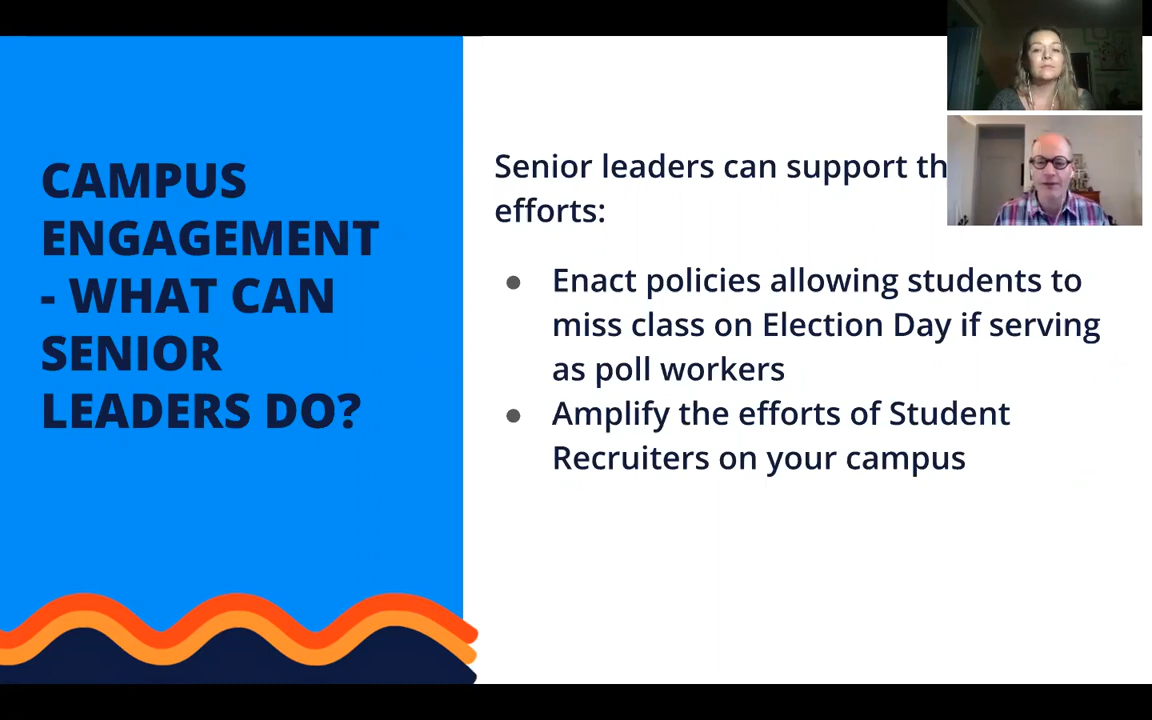 CAMPUS
ENGAGEMENT
- WHAT CAN
SENIOR
LEADERS DO?
Senior leaders can support
efforts:
● Enact policies allowing students to
miss class on Election Day if serving
as poll workers
● Amplify the efforts of Student
Recruiters on your campus